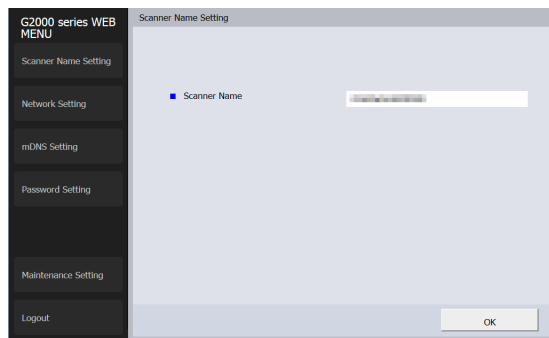 G2000 series WEB
MENU
Scanner Name Setting
Network Setting
mDNS Setting
Password Setting
Maintenance Setting
Logout
Scanner Name Setting
Scanner Name
OK